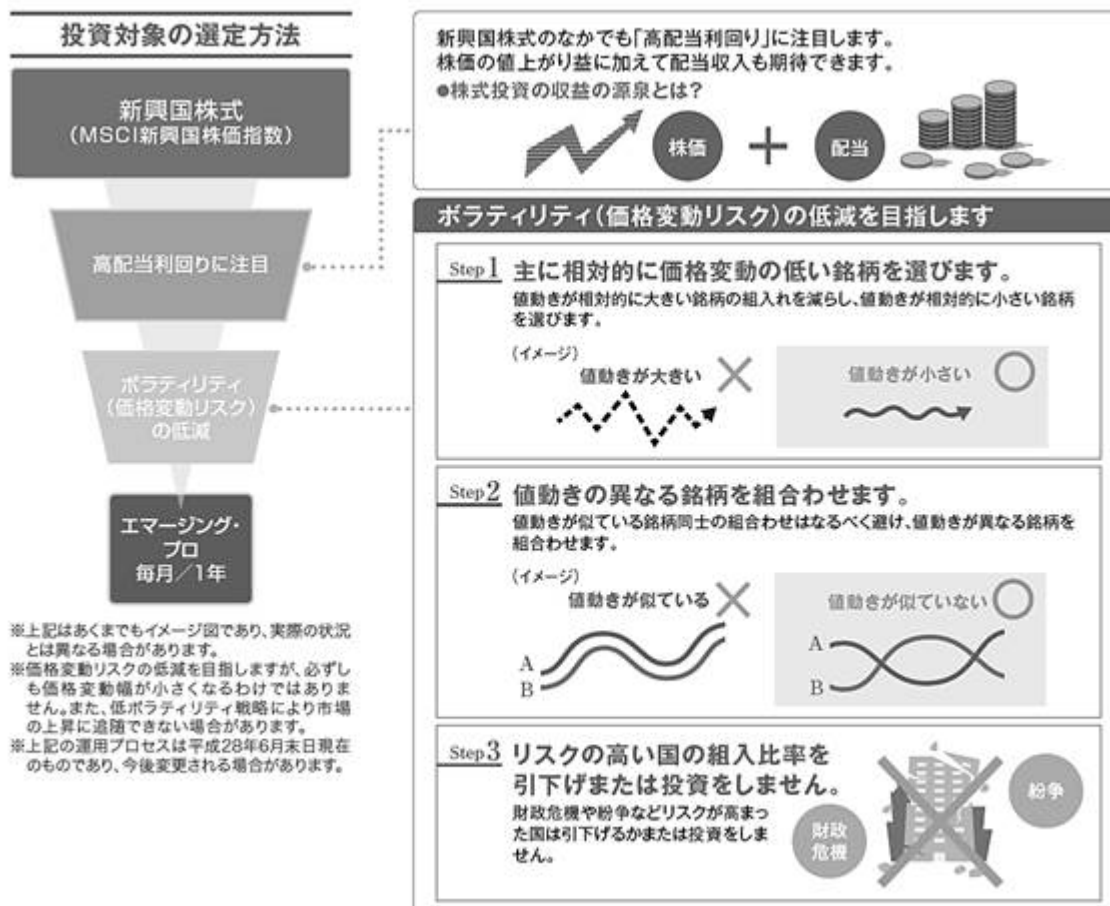 投資対象の選定方法
新興国株式
(MSCI新興国株価指数)
高配当利回りに注目
ボラティリティ
(価格変動リスク)
の低減
エマージング・
プロ
毎月/1年
※上記はあくまでもイメージ図であり、実際の状況
とは異なる場合があります。
※価格変動リスクの低減を目指しますが、必ずし
も価格変動幅が小さくなるわけではありま
せん。また、低ボラティリティ戦略により市場
の上昇に追随できない場合があります。
※上記の運用プロセスは平成28年6月末日現在
のものであり、今後変更される場合があります。
新興国株式のなかでも「高配当利回り」に注目します。
株価の値上がり益に加えて配当収入も期待できます。
●株式投資の収益の源泉とは?
株価
+
配当
ボラティリティ(価格変動リスク)の低減を目指します
Step1 主に相対的に価格変動の低い銘柄を選びます。
値動きが相対的に大きい銘柄の組入れを減らし、値動きが相対的に小さい銘柄
を選びます。
(イメージ)
値動きが大きい
値動きが小さい
Step2 値動きの異なる銘柄を組合わせます。
値動きが似ている銘柄同士の組合わせはなるべく避け、値動きが異なる銘柄を
組合わせます。
(イメージ)
値動きが似ている
A
B
値動きが似ていない
A
B
Step3 リスクの高い国の組入比率を
引下げまたは投資をしません。
財政危機や紛争などリスクが高まっ
た国は引下げるかまたは投資をしま
せん。
財政
危機
紛争